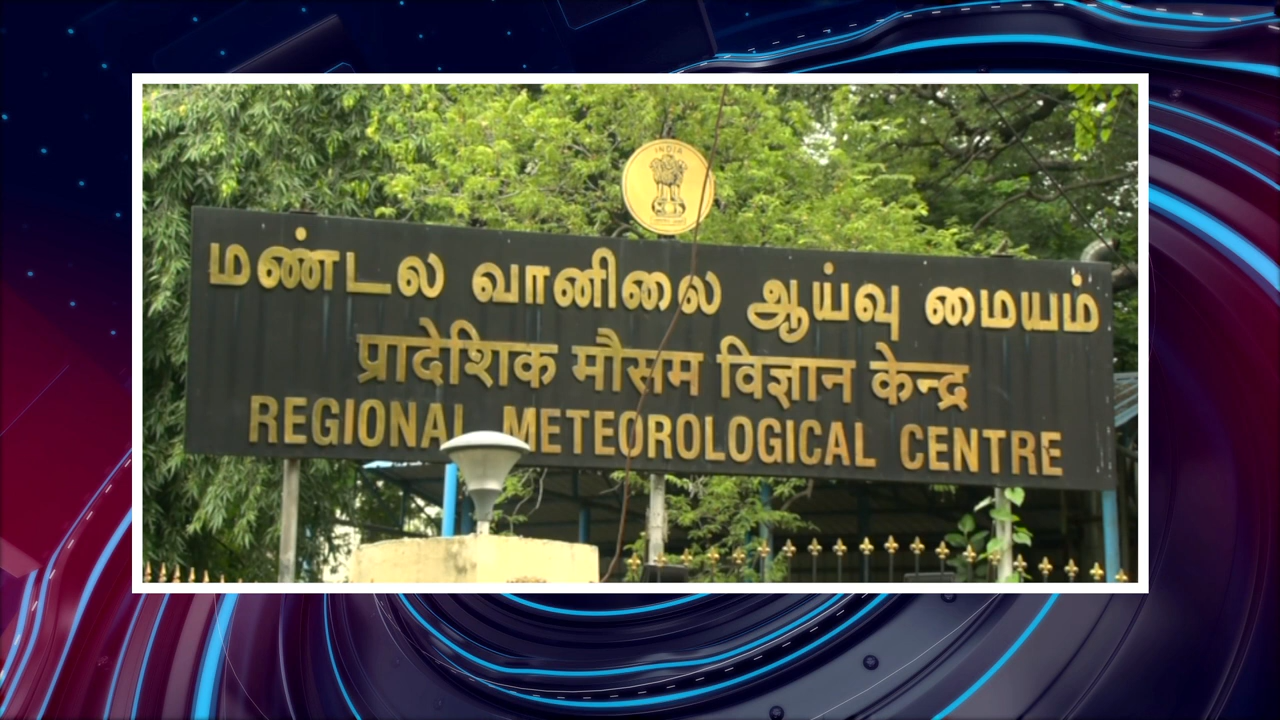 INDIA
மண்டல வானிலை ஆய்வு மையம்
प्रादेशिक मौसम विज्ञान केन्द्र
REGIONAL METEOROLOGICAL CENTRE